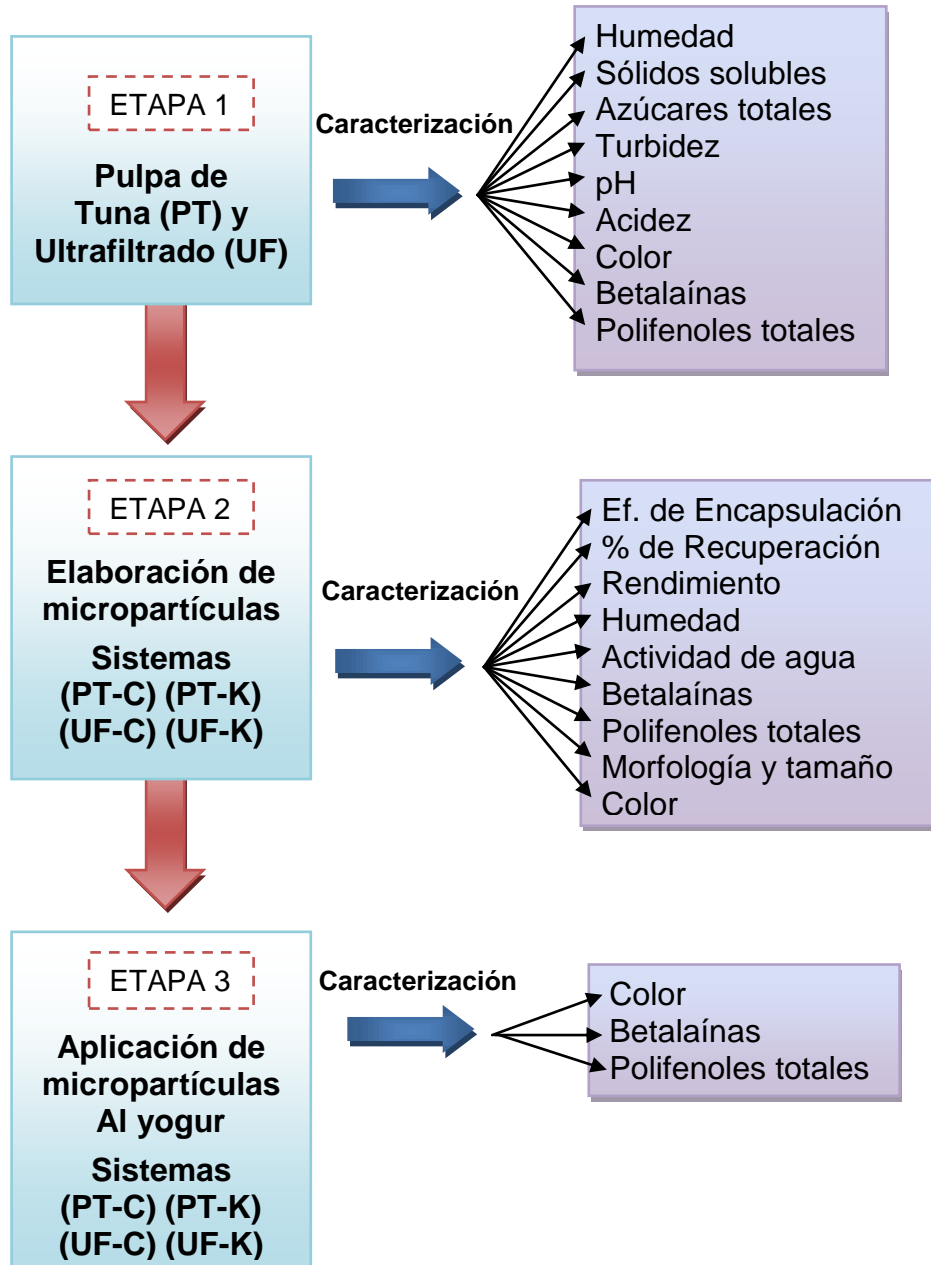 ETAPA 1
Pulpa de
Tuna (PT) y
Ultrafiltrado (UF)
Caracterización
Humedad
Sólidos solubles
Azúcares totales
Turbidez
pH
Acidez
Color
Betalaínas
Polifenoles totales
ETAPA 2
Elaboración de
micropartículas
Sistemas
(PT-C) (PT-K)
(UF-C) (UF-K)
Caracterización
Ef. de Encapsulación
% de Recuperación
Rendimiento
Humedad
Actividad de agua
Betalaínas
Polifenoles totales
Morfología y tamaño
Color
ETAPA 3
Aplicación de
micropartículas
Al yogur
Sistemas
(PT-C) (PT-K)
(UF-C) (UF-K)
Caracterización
Color
Betalaínas
Polifenoles totales